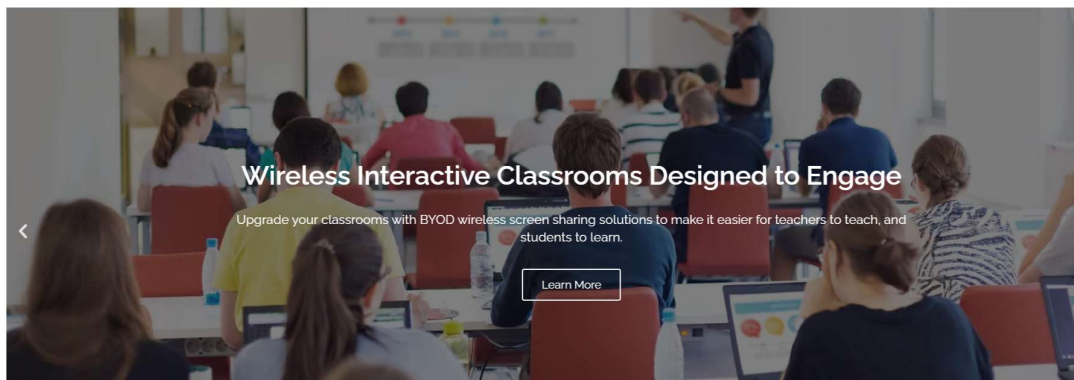 Wireless Interactive Classrooms Designed to Engage
Upgrade your classrooms with BYOD wireless screen sharing solutions to make it easier for teachers to teach, and
students to learn.
Learn More